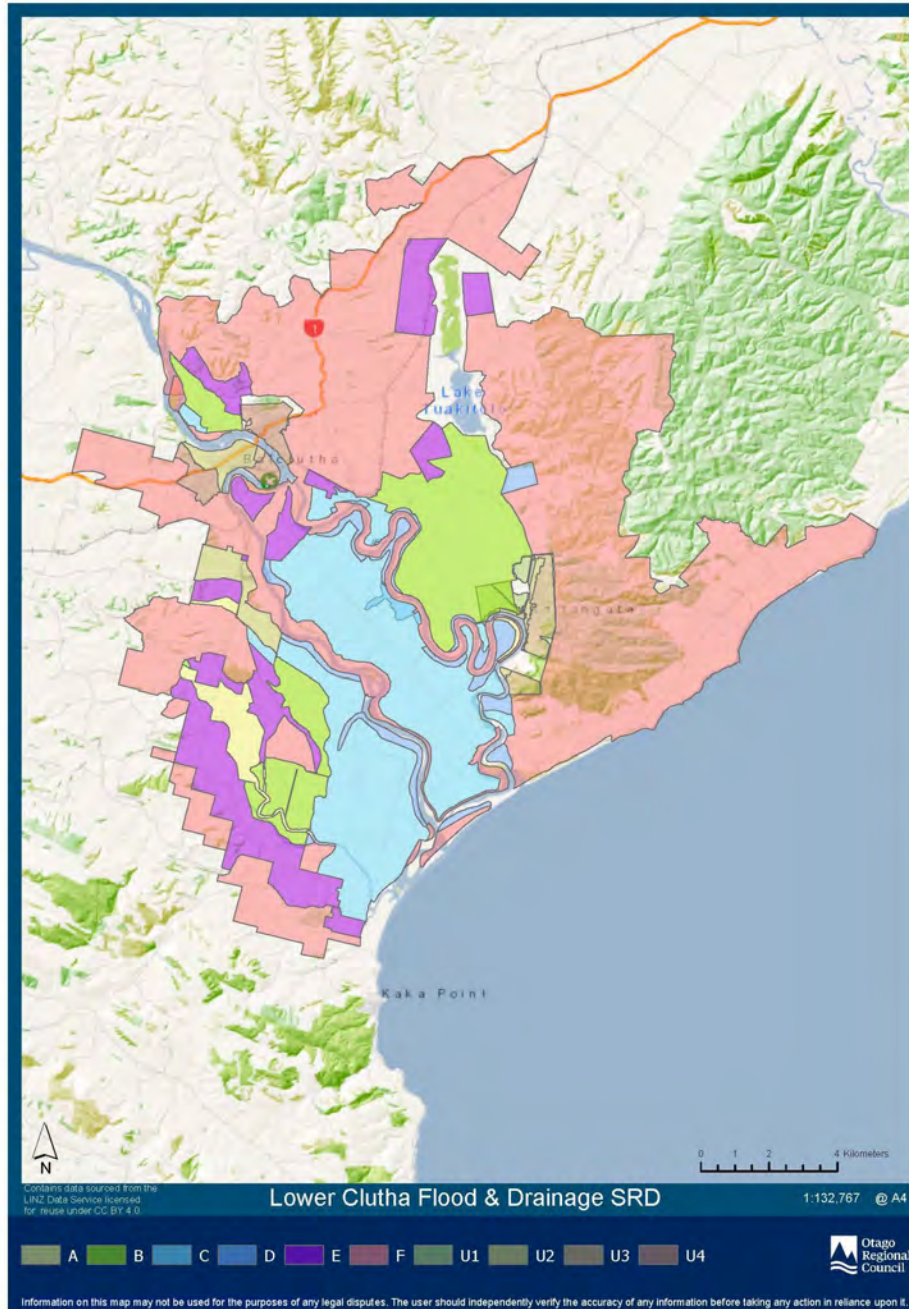 1
Lake
Tuakitoto
Balclutha
Kaka Point
0 1 2 4 Kilometers
N
Contains data sourced from the
LINZ Data Service licensed
for reuse under CC BY 4.0.
Lower Clutha Flood & Drainage SRD
1:132,767 @ A4
A B C D E F U1 U2 U3 U4
Otago
Regional
Council
Information on this map may not be used for the purposes of any legal disputes. The user should independently verify the accuracy of any information before taking any action in reliance upon it.